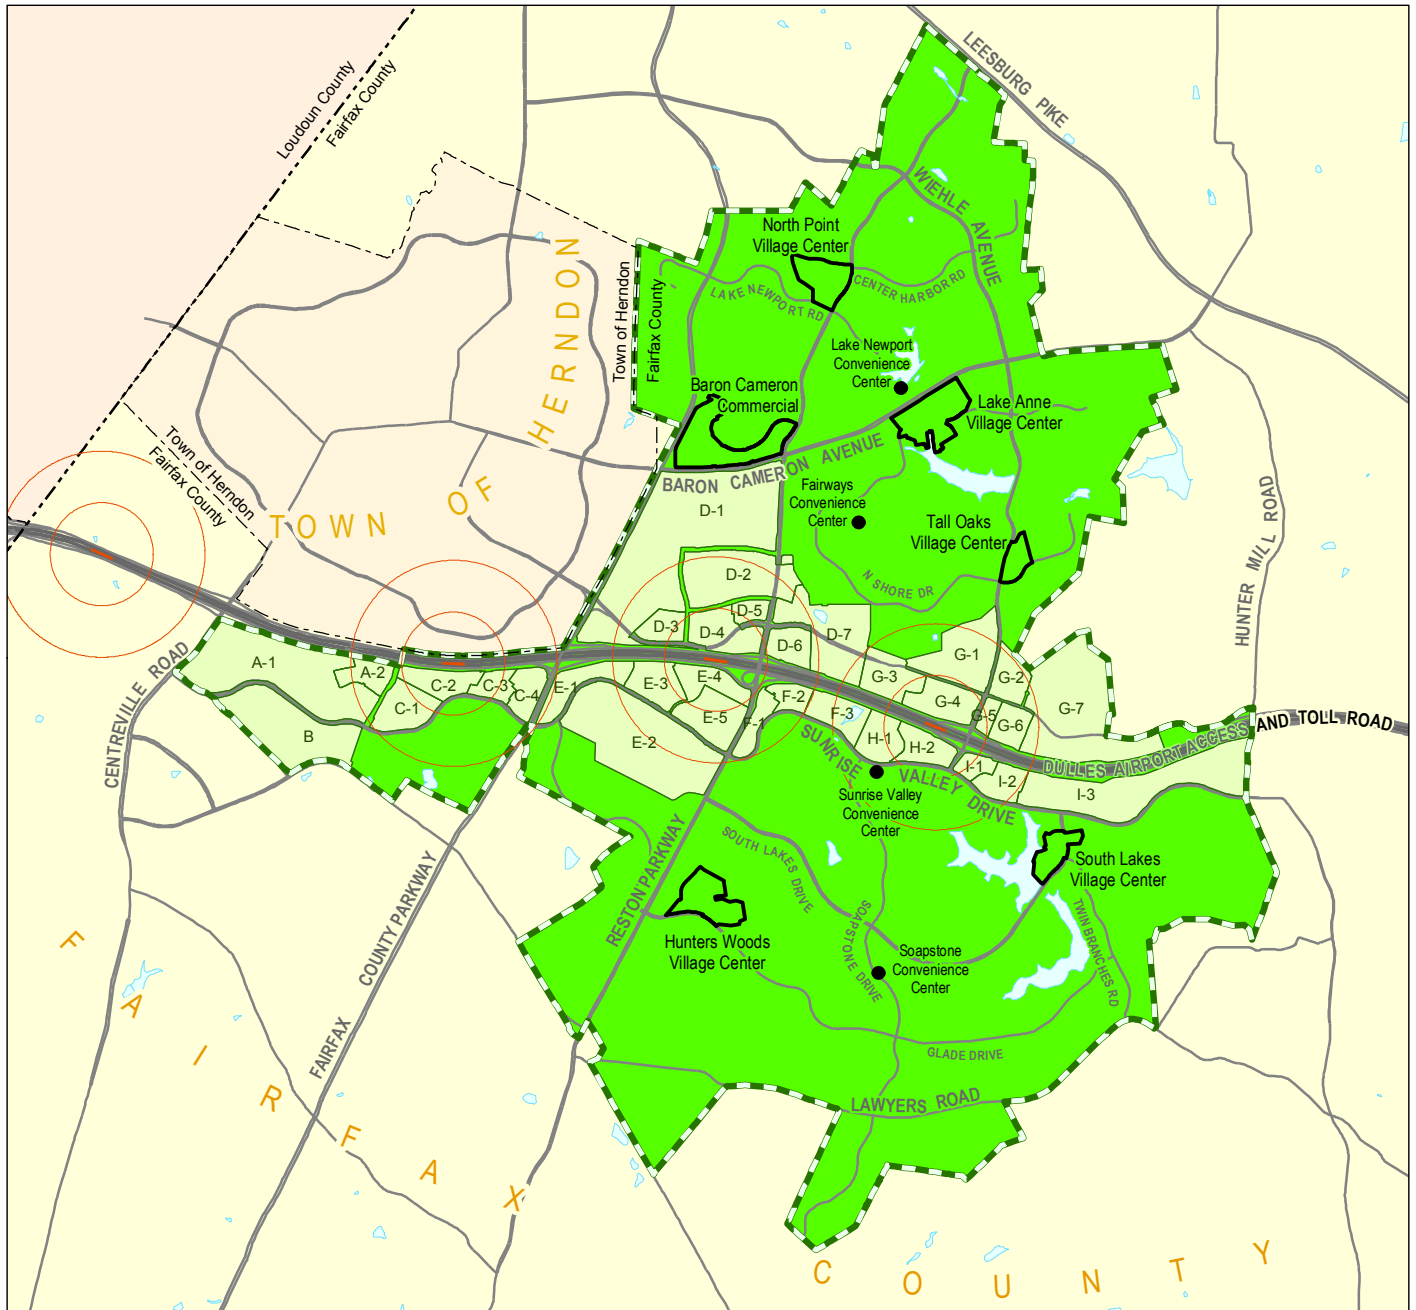 LEESBURG PIKE
Loudoun County
Fairfax County
WIEHLE AVENUE
North Point
Village Center
CENTER HARBOR RD
LAKE NEWPORT RD
Town of Herndon
Fairfax County
TOWN OF HERNDON
Lake Newport
Convenience
Center
Baron Cameron
Commercial
Lake Anne
Village Center
BARON CAMERON AVENUE
Town of Herndon
Fairfax County
Fairways
Convenience
Center
D-1
Tall Oaks
Village Center
HUNTER MILL ROAD
N SHORE DR
D-2
D-3
D-4
D-5
D-6
D-7
CENTREVILLE ROAD
A-1
A-2
B
C-1
C-2
C-3
C-4
E-1
E-2
E-3
E-4
E-5
F-1
F-2
F-3
G-1
G-2
G-3
G-4
G-5
G-6
G-7
H-1
H-2
I-1
I-2
I-3
DULLES AIRPORT ACCESS AND TOLL ROAD
SUNRISE VALLEY DRIVE
Sunrise Valley
Convenience
Center
SOUTH LAKES DRIVE
RESTON PARKWAY
South Lakes
Village Center
TWIN BRANCHES RD
SOAPSTONE DRIVE
Hunters Woods
Village Center
Soapstone
Convenience
Center
FAIRFAX COUNTY PARKWAY
GLADE DRIVE
LAWYERS ROAD
FAIRFAX COUNTY